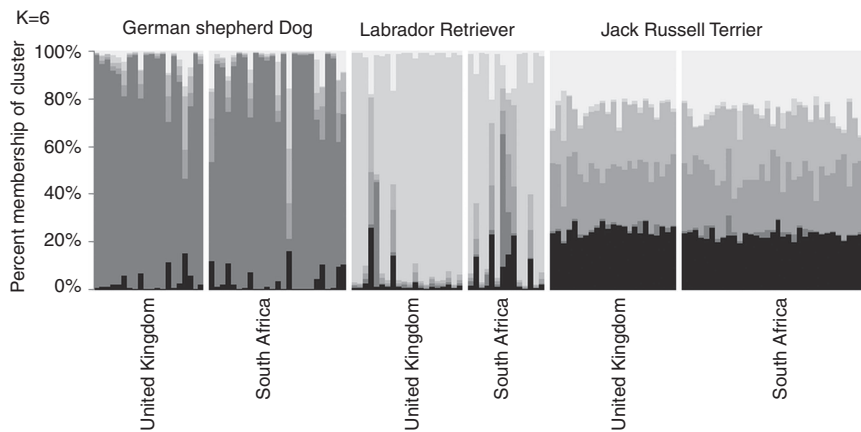 K=6
German shepherd Dog
Labrador Retriever
Jack Russell Terrier
Percent membership of cluster
100%
80%
60%
40%
20%
0%
United Kingdom
South Africa
United Kingdom
South Africa
United Kingdom
South Africa